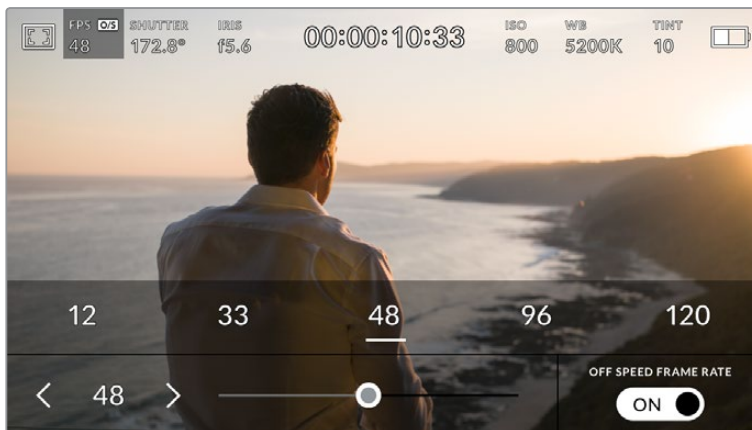 FPS O/S SHUTTER IRIS 00:00:10:33 ISO WB TINT
48 172.8° f5.6 800 5200K 10
12 33 48 96 120
OFF SPEED FRAME RATE
48 ON